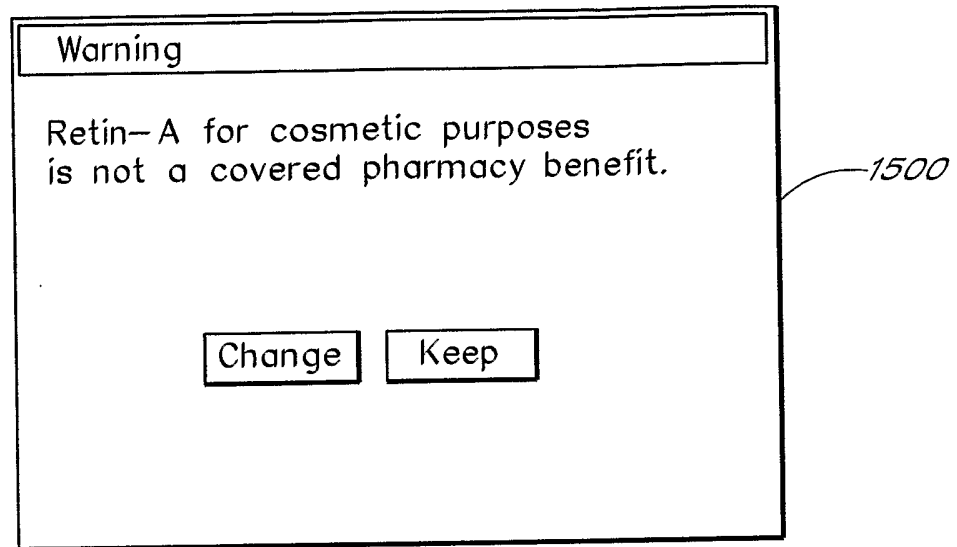 Warning
Retin-A for cosmetic purposes
is not a covered pharmacy benefit.
1500
Change Keep